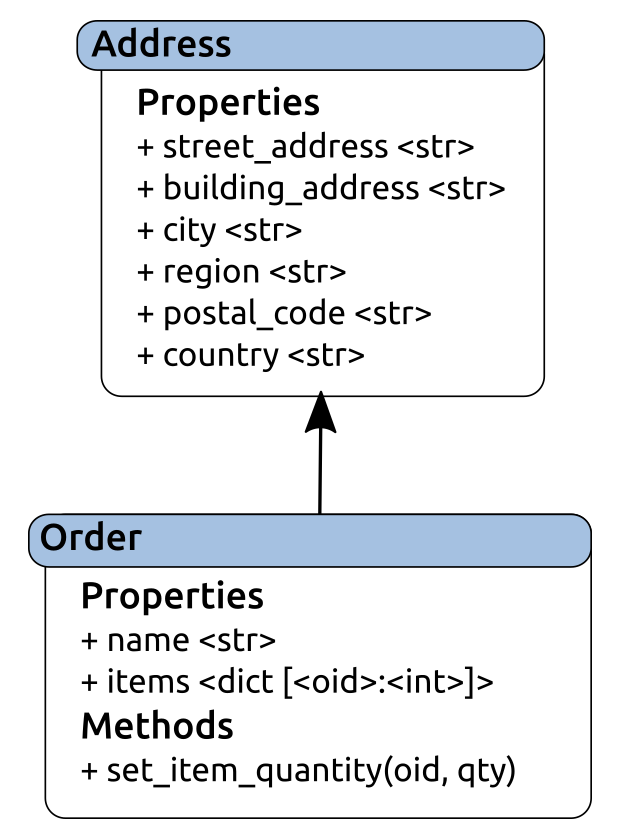 Address
Properties
+ street_address <str>
+ building_address <str>
+ city <str>
+ region <str>
+ postal_code <str>
+ country <str>
Order
Properties
+ name <str>
+ items <dict [<oid>:<int>]>
Methods
+ set_item_quantity(oid, qty)